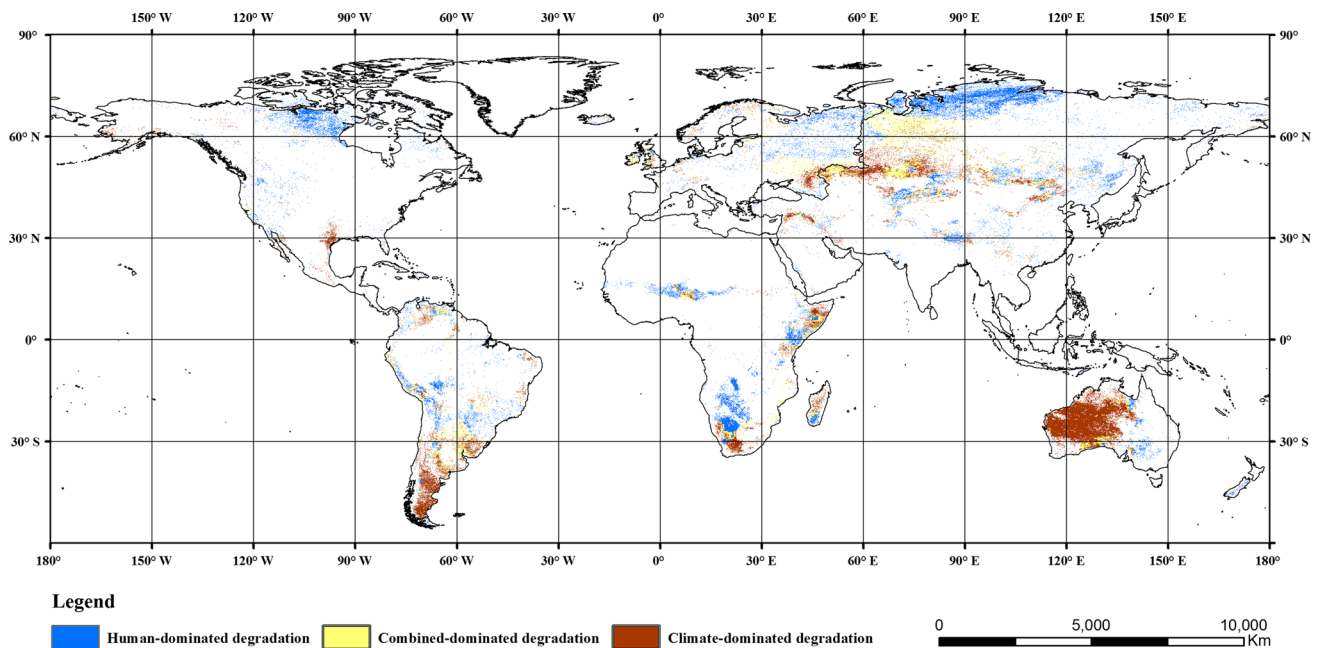 150° W 120° W 90° W 60° W 30° W 0° 30° E 60° E 90° E 120° E 150° E
90° 90°
60° N 60° N
30° N 30° N
0° 0°
30° S 30° S
180° 150° W 120° W 90° W 60° W 30° W 0° 30° E 60° E 90° E 120° E 150° E 180°
Legend
0 5,000 10,000
Human-dominated degradation Combined-dominated degradation Climate-dominated degradation Km